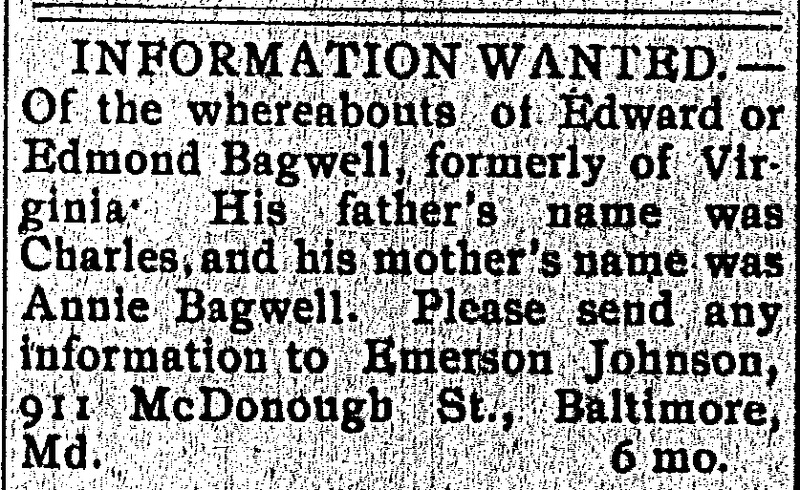 INFORMATION WANTED.—
Of the whereabouts of Edward or
Edmond Bagwell, formerly of Vir-
ginia. His father's name was
Charles, and his mother's name was
Annie Bagwell. Please send any
information to Emerson Johnson,
911 McDonough St., Baltimore,
Md. 6 mo.